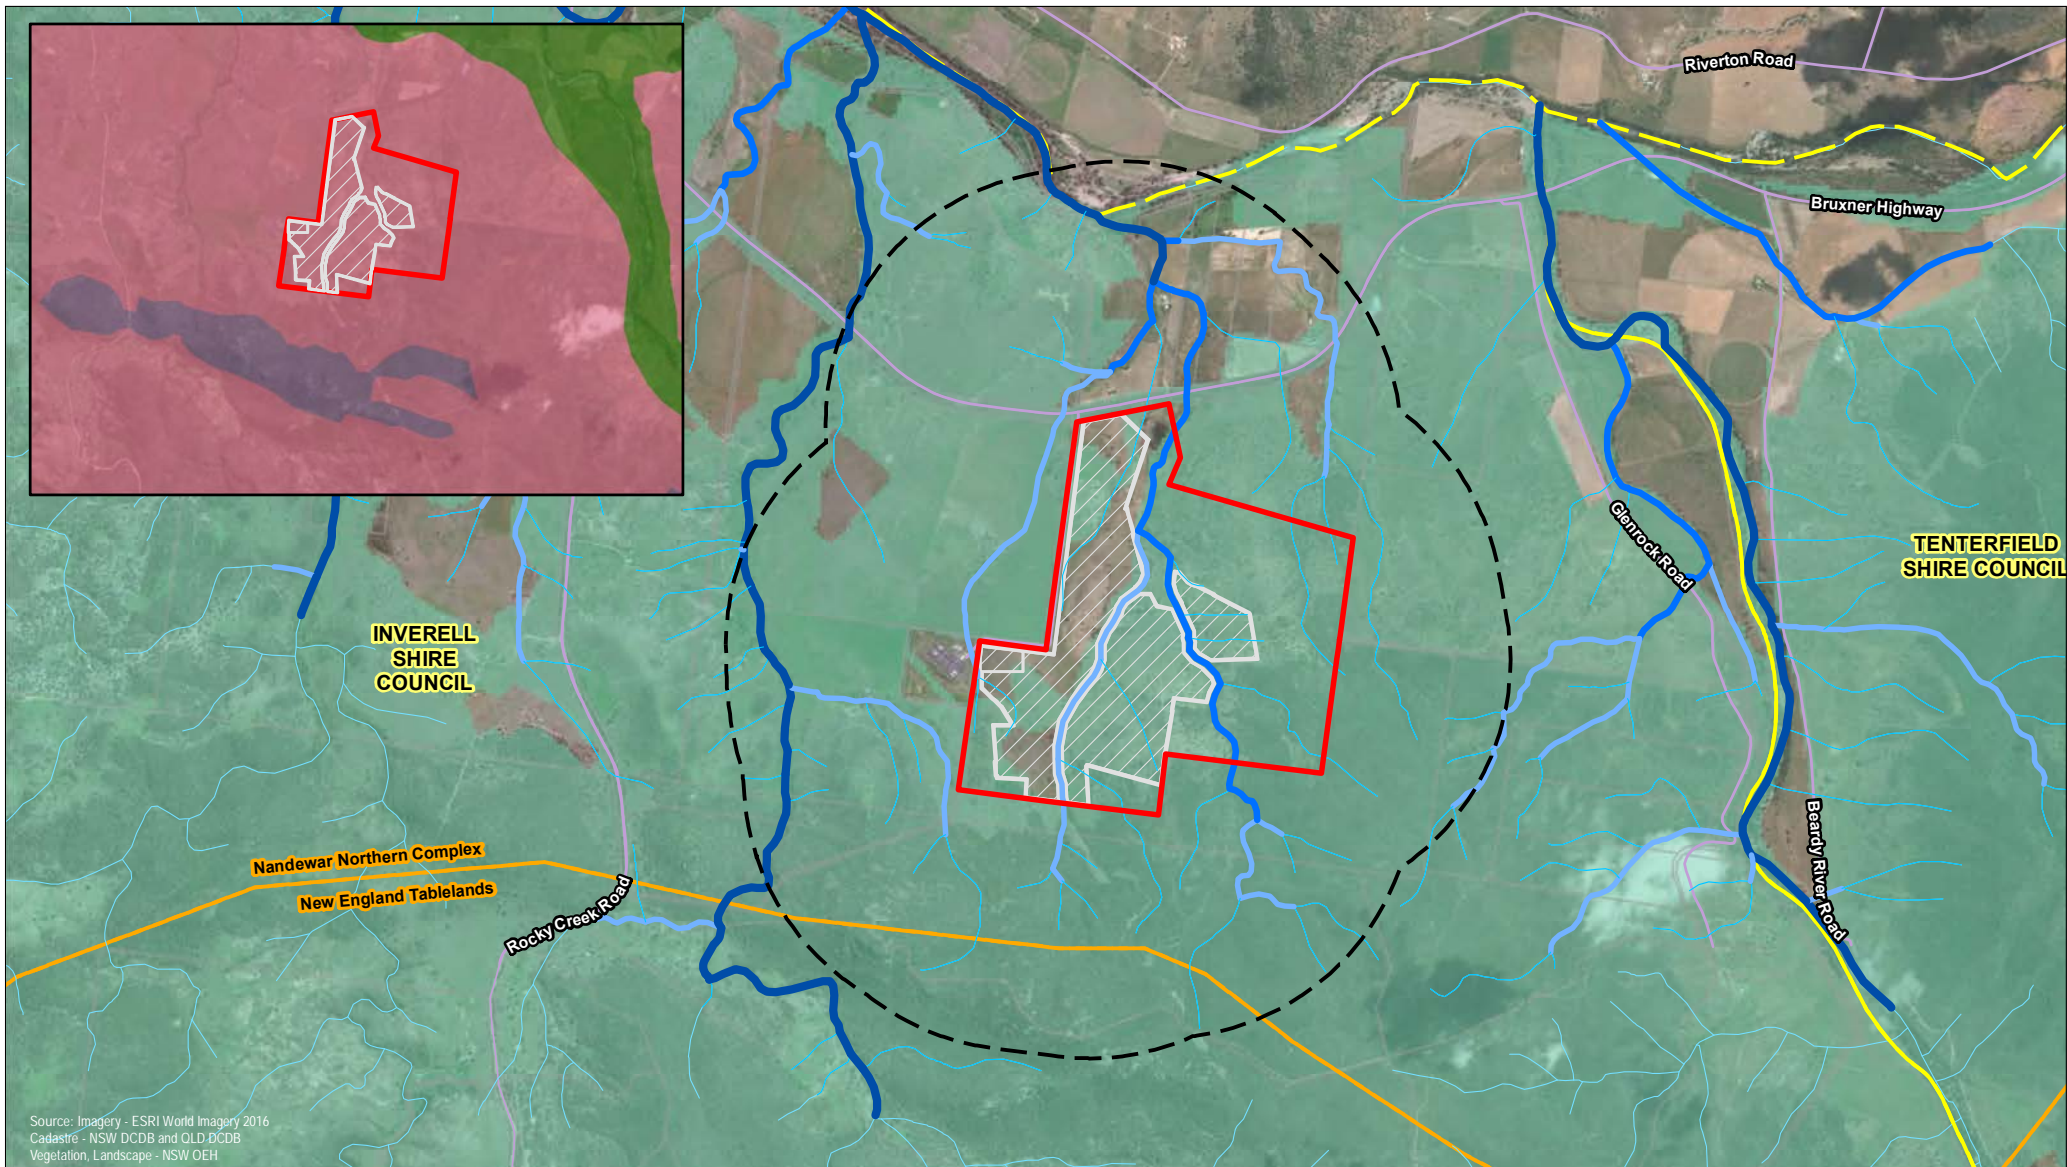 Riverton Road
Bruxner Highway
Glenrock Road
TENTERFIELD
SHIRE COUNCIL
INVERELL
SHIRE
COUNCIL
Nandewar Northern Complex
New England Tablelands
Rocky Creek Road
Beardy River Road
Source: Imagery - ESRI World Imagery 2016
Cadastre - NSW DCDB and QLD DCDB
Vegetation, Landscape - NSW OEH